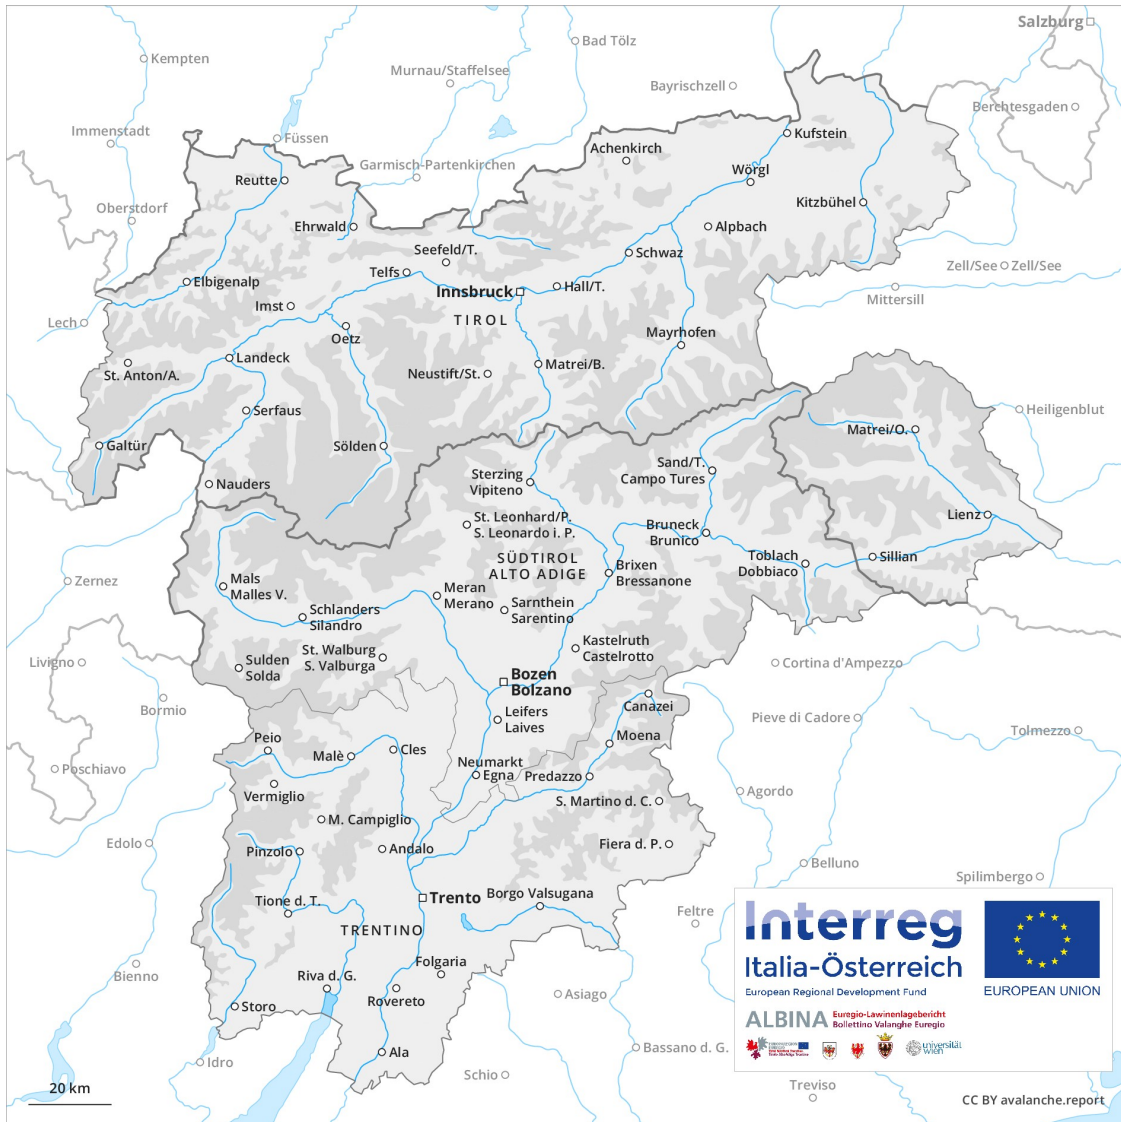 Salzburg
Bad Tölz
Kempten
Murnau/Staffelsee
Bayrischzell
Berchtesgaden
Immenstadt
Füssen
Kufstein
Achenkirch
Garmisch-Partenkirchen
Wörgl
Reutte
Kitzbühel
Oberstdorf
Ehrwald
Alpbach
Seefeld/T.
Schwaz
Telfs
Zell/See
Zell/See
Elbigenalp
Innsbruck
Hall/T.
Mittersill
Imst
TIROL
Lech
Oetz
Mayrhofen
Landeck
Matrei/B.
St. Anton/A.
Neustift/St.
Serfaus
Heiligenblut
Matrei/O.
Galtür
Sölden
Sand/T.
Campo Tures
Sterzing
Vipiteno
Nauders
Lienz
St. Leonhard/P.
S. Leonardo i. P.
Bruneck
Brunico
SÜDTIROL
ALTO ADIGE
Toblach
Dobbiaco
Sillian
Brixen
Bressanone
Zernez
Mals
Malles V.
Meran
Merano
Sarnthein
Sarentino
Schlanders
Silandro
Kastelruth
Castelrotto
St. Walburg
S. Valburga
Livigno
Sulden
Solda
Cortina d'Ampezzo
Bozen
Bolzano
Bormio
Canazei
Leifers
Laives
Pieve di Cadore
Tolmezzo
Peio
Moena
Malè
Cles
Neumarkt
Egna
Predazzo
Poschiavo
Vermiglio
Agordo
S. Martino d. C.
M. Campiglio
Edolo
Pinzolo
Andalo
Fiera d. P.
Belluno
Spilimbergo
Trento
Borgo Valsugana
Tione d. T.
Feltre
TRENTINO
Interreg
Italia-Österreich
European Regional Development Fund
EUROPEAN UNION
Bienno
Folgaria
Riva d. G.
Rovereto
Asiago
Storo
ALBINA
Euregio-Lawinenlagebericht
Bollettino Valanghe Euregio
universität
wien
Ala
Bassano d. G.
Idro
Schio
Treviso
20 km
CC BY avalanche.report